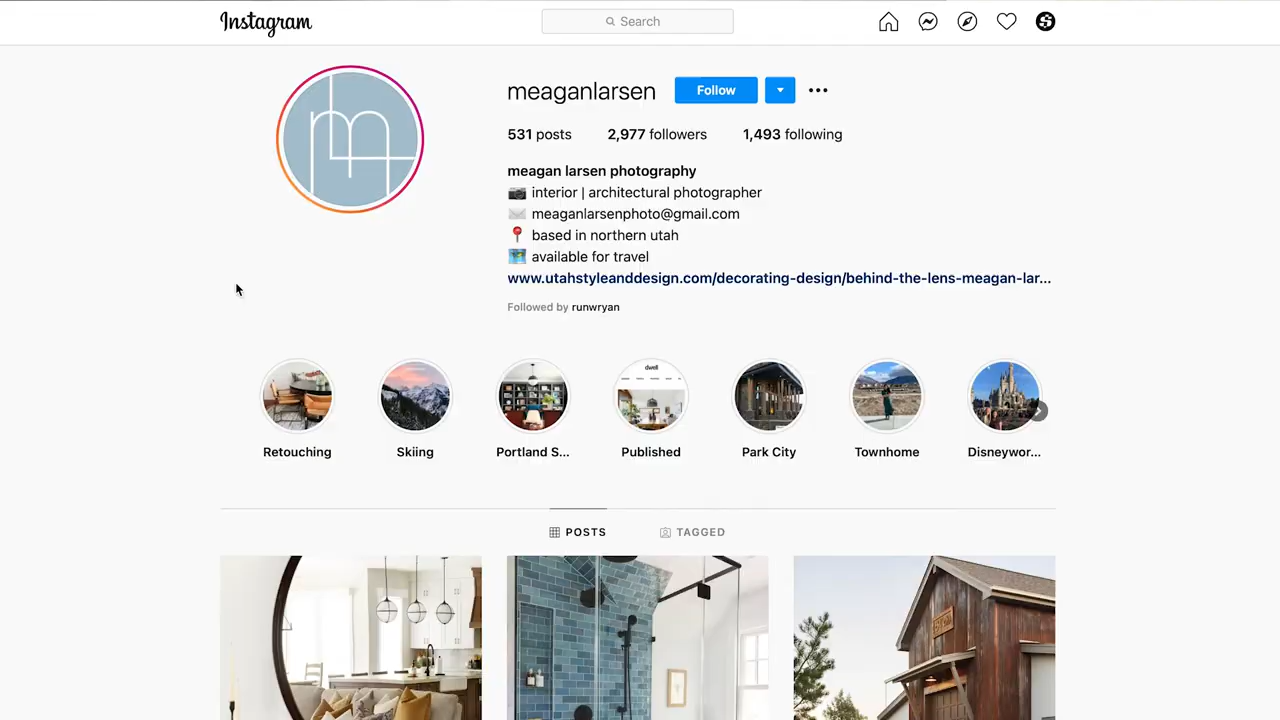 Instagram
Search
meaganlarsen
Follow
531 posts 2,977 followers 1,493 following
meagan larsen photography
interior | architectural photographer
meaganlarsenphoto@gmail.com
based in northern utah
available for travel
www.utahstyleanddesign.com/decorating-design/behind-the-lens-meagan-lar...
Followed by runwryan
dwell
Retouching Skiing Portland S... Published Park City Townhome Disneywor...
POSTS TAGGED